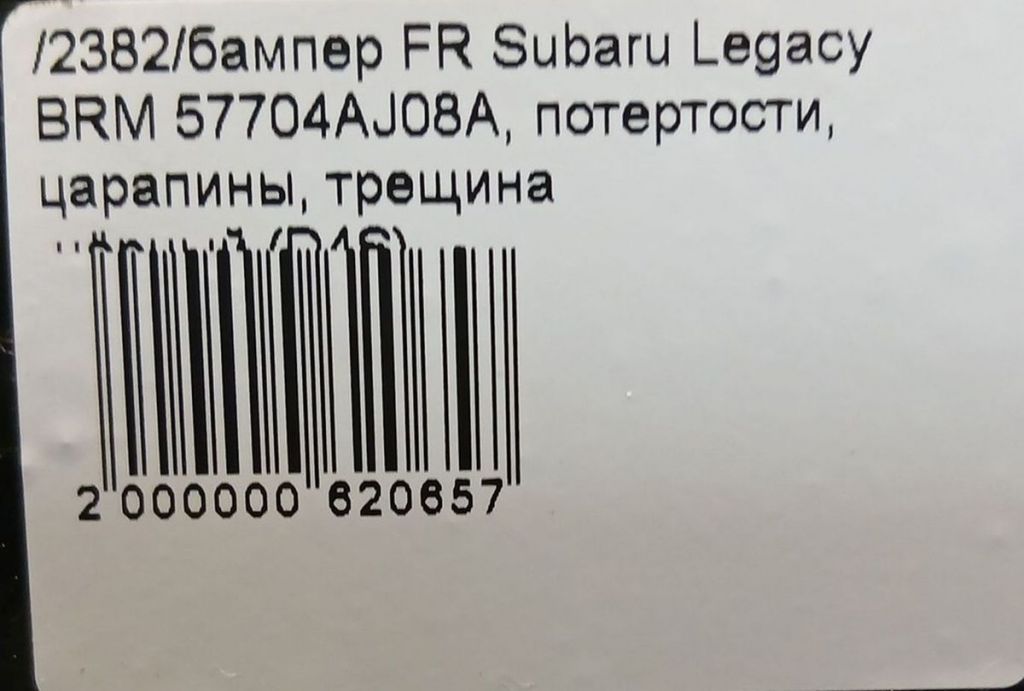 /2382/бампер FR Subaru Legacy
BRM 57704AJ08A, потертости,
царапины, трещина
2 000000 620657